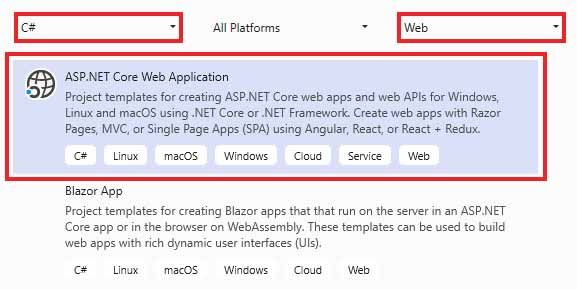 C# All Platforms Web
ASP.NET Core Web Application
Project templates for creating ASP.NET Core web apps and web APIs for Windows,
Linux and macOS using .NET Core or .NET Framework. Create web apps with Razor
Pages, MVC, or Single Page Apps (SPA) using Angular, React, or React + Redux.
C# Linux macOS Windows Cloud Service Web
Blazor App
Project templates for creating Blazor apps that that run on the server in an ASP.NET
Core app or in the browser on WebAssembly. These templates can be used to build
web apps with rich dynamic user interfaces (UIs).
C# Linux macOS Windows Cloud Web